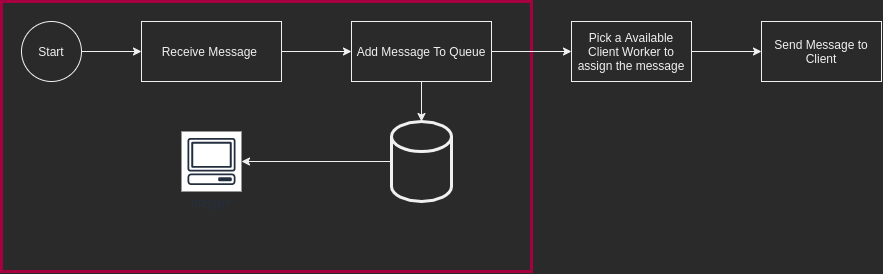 Start
Receive Message
Add Message To Queue
Pick a Available
Client Worker to
assign the message
Send Message to
Client